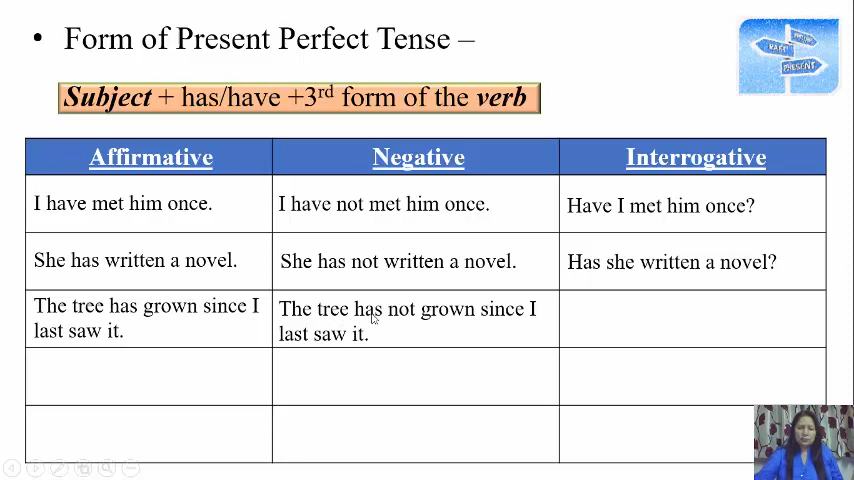 • Form of Present Perfect Tense –
PRESENT
Subject + has/have +3rd form of the verb
Affirmative Negative Interrogative
I have met him once. I have not met him once. Have I met him once?
She has written a novel. She has not written a novel. Has she written a novel?
The tree has grown since I
last saw it.
The tree has not grown since I
last saw it.